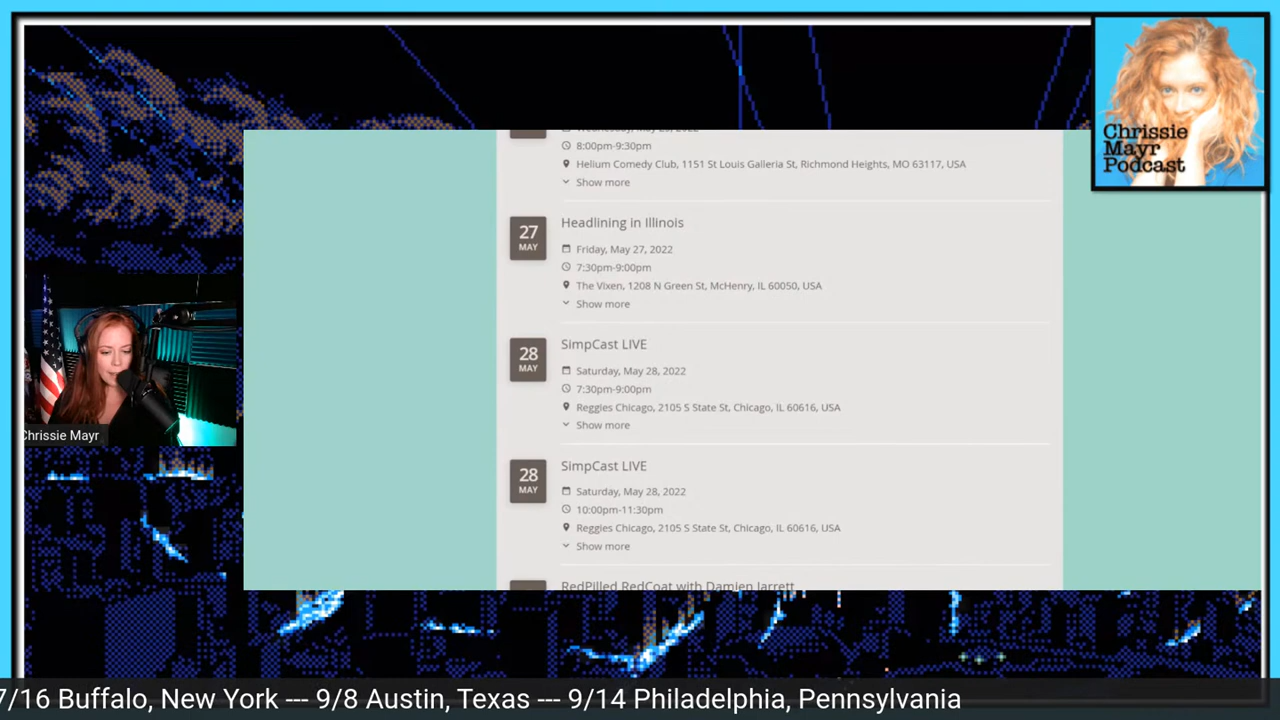 Chrissie
Mayr
Podcast
Wednesday, May 25, 2022
8:00pm-9:30pm
Helium Comedy Club, 1151 St Louis Galleria St, Richmond Heights, MO 63117, USA
Show more
27
MAY
Headlining in Illinois
Friday, May 27, 2022
7:30pm-9:00pm
The Vixen, 1208 N Green St, McHenry, IL 60050, USA
Show more
28
MAY
SimpCast LIVE
Saturday, May 28, 2022
7:30pm-9:00pm
Reggies Chicago, 2105 S State St, Chicago, IL 60616, USA
Show more
28
MAY
SimpCast LIVE
Saturday, May 28, 2022
10:00pm-11:30pm
Reggies Chicago, 2105 S State St, Chicago, IL 60616, USA
Show more
RedPilled RedCoat with Damien Jarrett
Chrissie Mayr
7/16 Buffalo, New York --- 9/8 Austin, Texas --- 9/14 Philadelphia, Pennsylvania